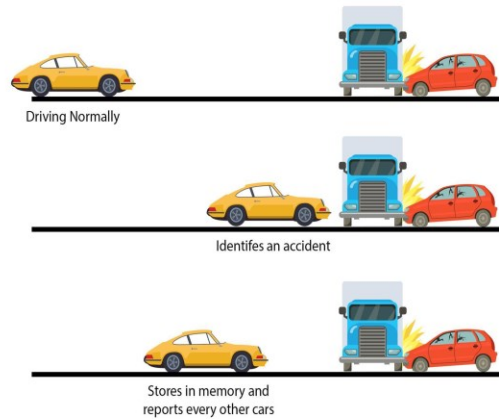 Driving Normally
Identifes an accident
Stores in memory and
reports every other cars